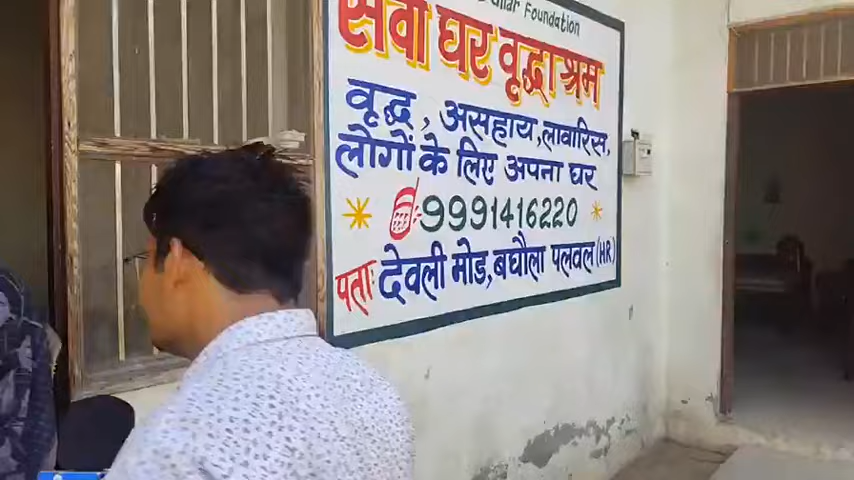 Foundation
सेवा घर वृद्धाश्रम
वृद्ध, असहाय, लावारिस,
लोगों के लिए अपना घर
9991416220
पता देवली मोड़, बघौला पलवल (HR)